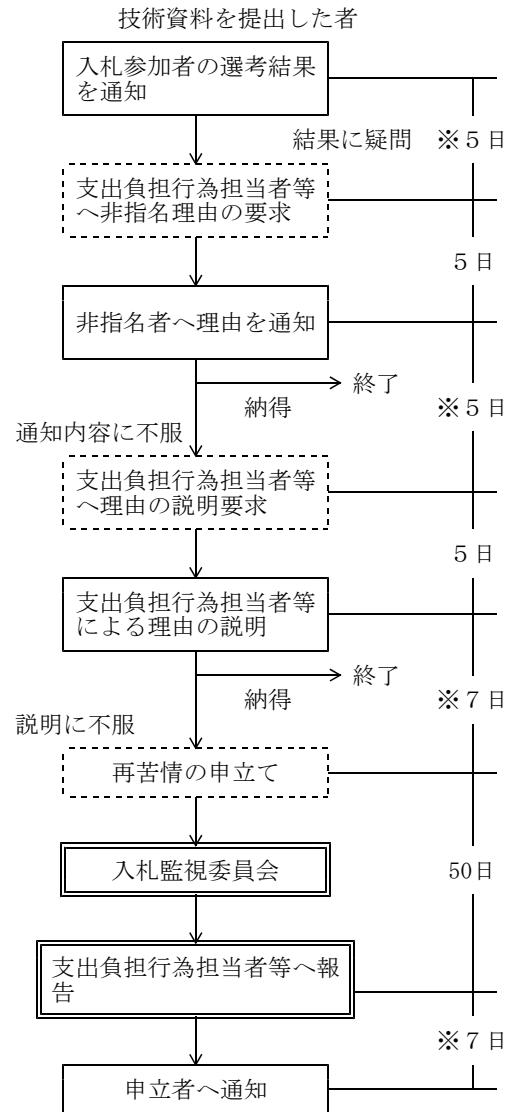 技術資料を提出した者
入札参加者の選考結果
を通知
結果に疑問 ※５日
支出負担行為担当者等
へ非指名理由の要求
５日
非指名者へ理由を通知
終了
納得
※５日
通知内容に不服
支出負担行為担当者等
へ理由の説明要求
５日
支出負担行為担当者等
による理由の説明
終了
納得
※７日
説明に不服
再苦情の申立て
入札監視委員会
50日
支出負担行為担当者等へ報
告
※７日
申立者へ通知